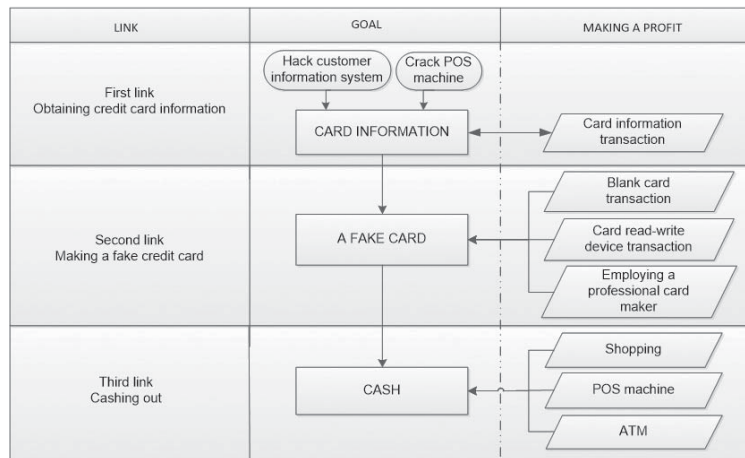 LINK
GOAL
MAKING A PROFIT
First link
Obtaining credit card information
Hack customer
information system
Crack POS
machine
CARD INFORMATION
Card information
transaction
Second link
Making a fake credit card
A FAKE CARD
Blank card
transaction
Card read-write
device transaction
Employing a
professional card
maker
Third link
Cashing out
CASH
Shopping
POS machine
ATM